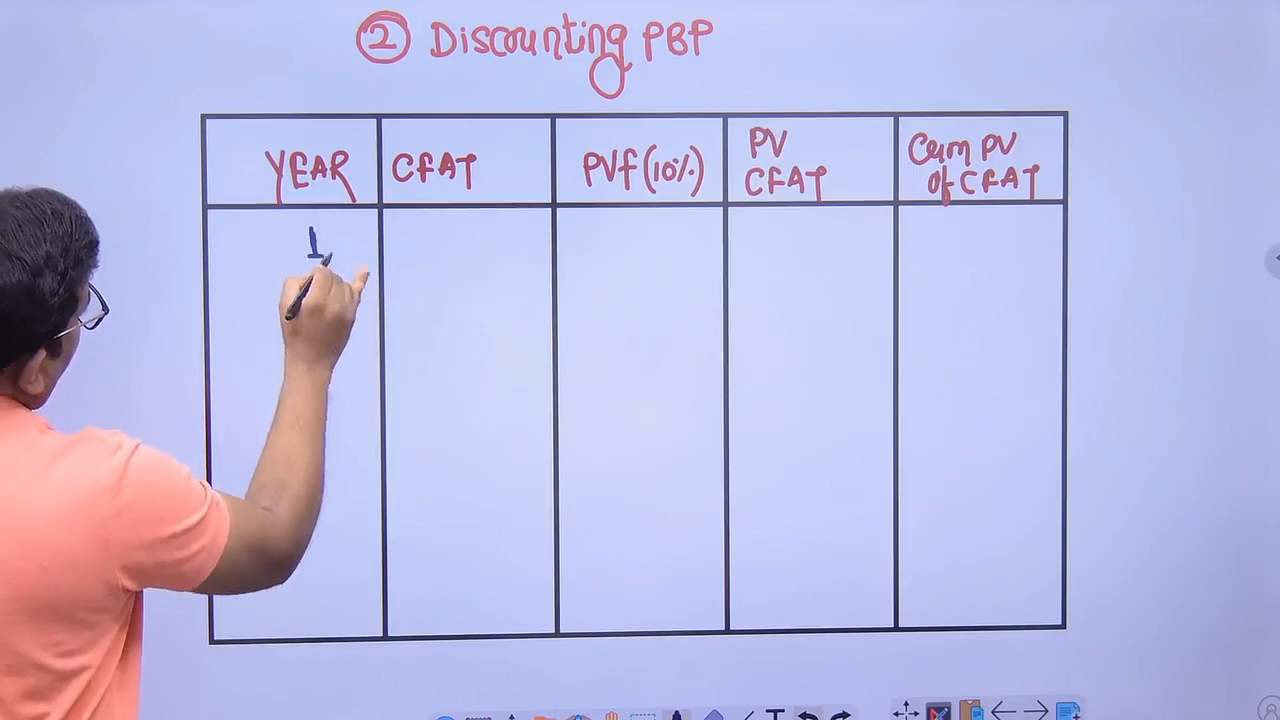 ② Discounting PBP
YEAR
CFAT
PVf (10%)
PV
CFAT
Cum PV
of CFAT
1